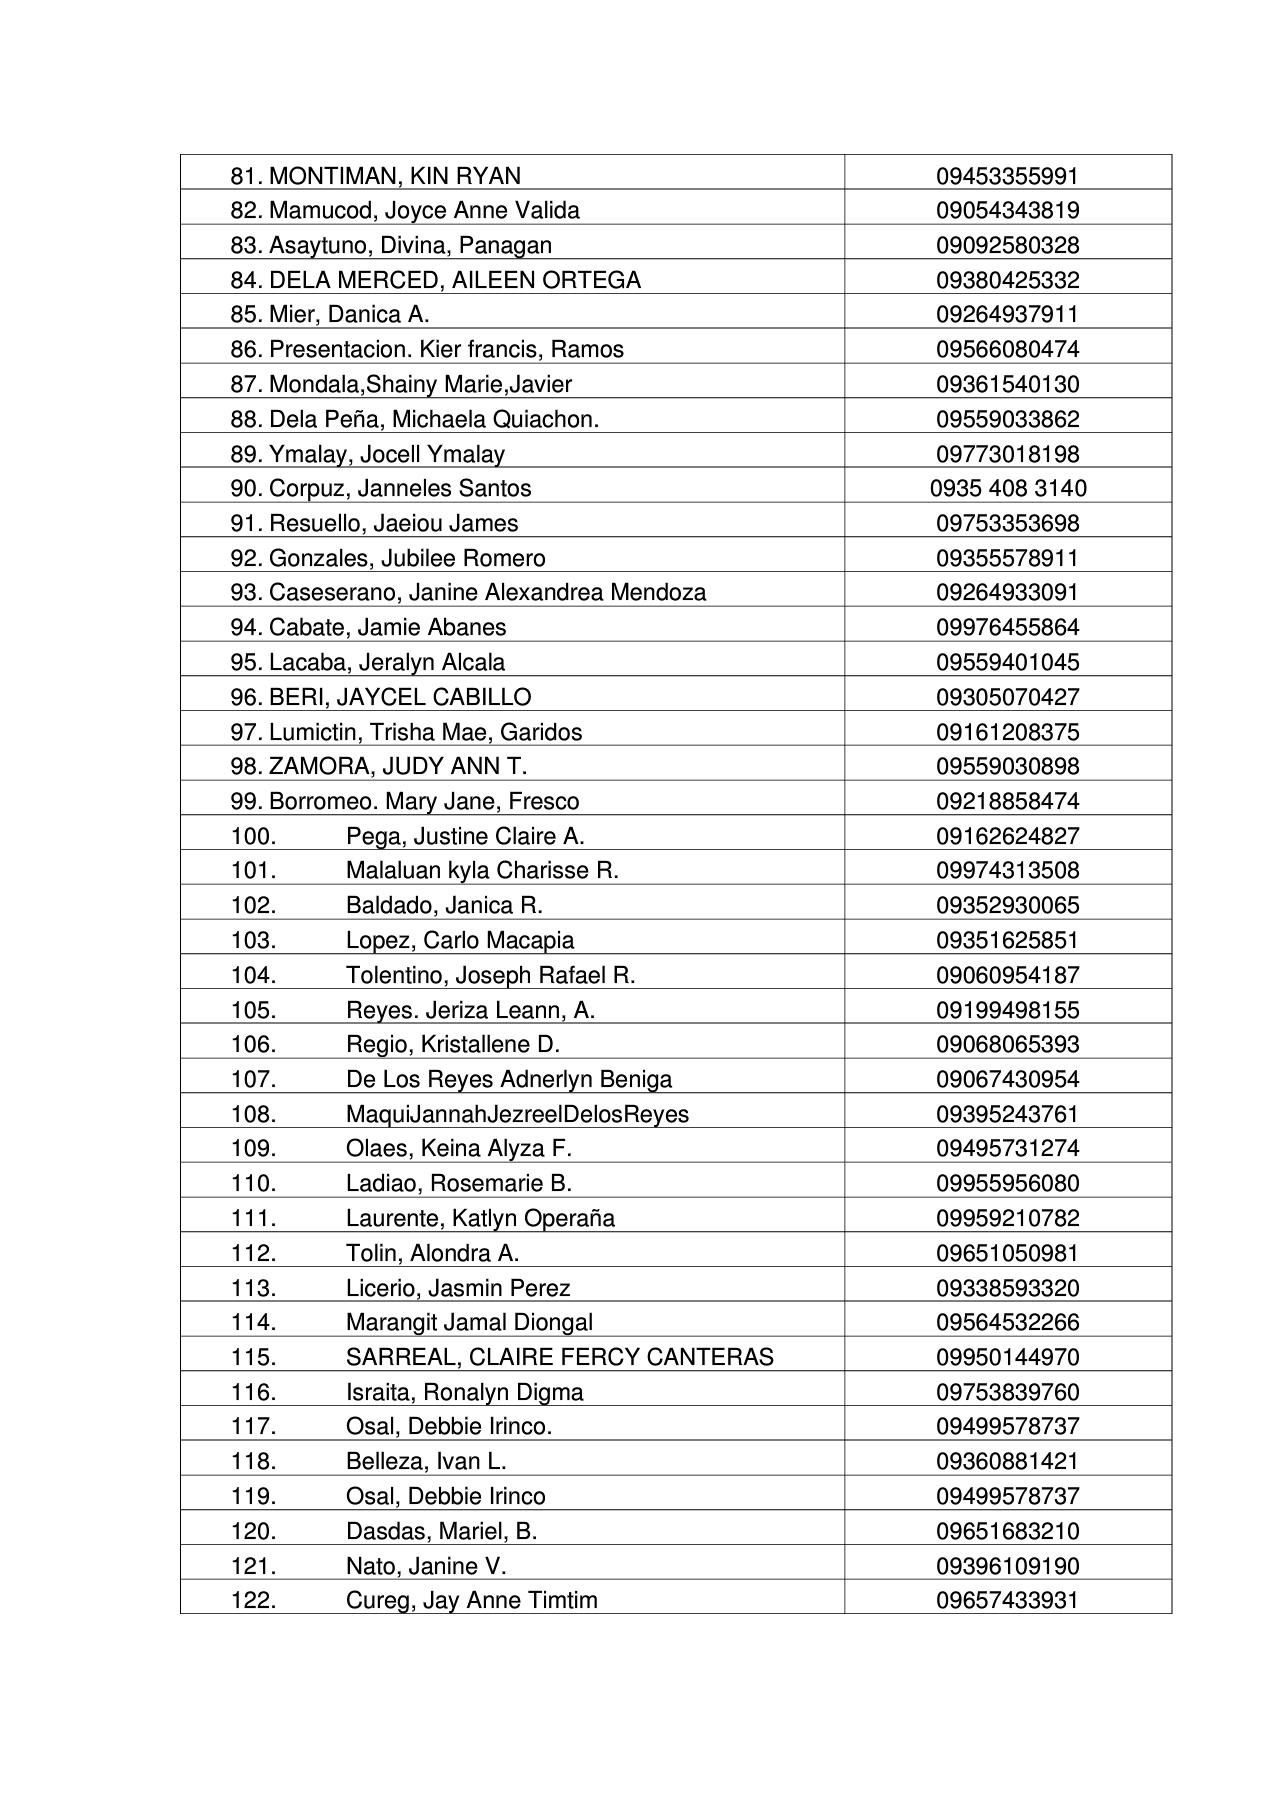 81. MONTIMAN, KIN RYAN 09453355991
82. Mamucod, Joyce Anne Valida 09054343819
83. Asaytuno, Divina, Panagan 09092580328
84. DELA MERCED, AILEEN ORTEGA 09380425332
85. Mier, Danica A. 09264937911
86. Presentacion. Kier francis, Ramos 09566080474
87. Mondala,Shainy Marie,Javier 09361540130
88. Dela Peña, Michaela Quiachon. 09559033862
89. Ymalay, Jocell Ymalay 09773018198
90. Corpuz, Janneles Santos 0935 408 3140
91. Resuello, Jaeiou James 09753353698
92. Gonzales, Jubilee Romero 09355578911
93. Caseserano, Janine Alexandrea Mendoza 09264933091
94. Cabate, Jamie Abanes 09976455864
95. Lacaba, Jeralyn Alcala 09559401045
96. BERI, JAYCEL CABILLO 09305070427
97. Lumictin, Trisha Mae, Garidos 09161208375
98. ZAMORA, JUDY ANN T. 09559030898
99. Borromeo. Mary Jane, Fresco 09218858474
100. Pega, Justine Claire A. 09162624827
101. Malaluan kyla Charisse R. 09974313508
102. Baldado, Janica R. 09352930065
103. Lopez, Carlo Macapia 09351625851
104. Tolentino, Joseph Rafael R. 09060954187
105. Reyes. Jeriza Leann, A. 09199498155
106. Regio, Kristallene D. 09068065393
107. De Los Reyes Adnerlyn Beniga 09067430954
108. MaquiJannahJezreelDelosReyes 09395243761
109. Olaes, Keina Alyza F. 09495731274
110. Ladiao, Rosemarie B. 09955956080
111. Laurente, Katlyn Operaña 09959210782
112. Tolin, Alondra A. 09651050981
113. Licerio, Jasmin Perez 09338593320
114. Marangit Jamal Diongal 09564532266
115. SARREAL, CLAIRE FERCY CANTERAS 09950144970
116. Israita, Ronalyn Digma 09753839760
117. Osal, Debbie Irinco. 09499578737
118. Belleza, Ivan L. 09360881421
119. Osal, Debbie Irinco 09499578737
120. Dasdas, Mariel, B. 09651683210
121. Nato, Janine V. 09396109190
122. Cureg, Jay Anne Timtim 09657433931